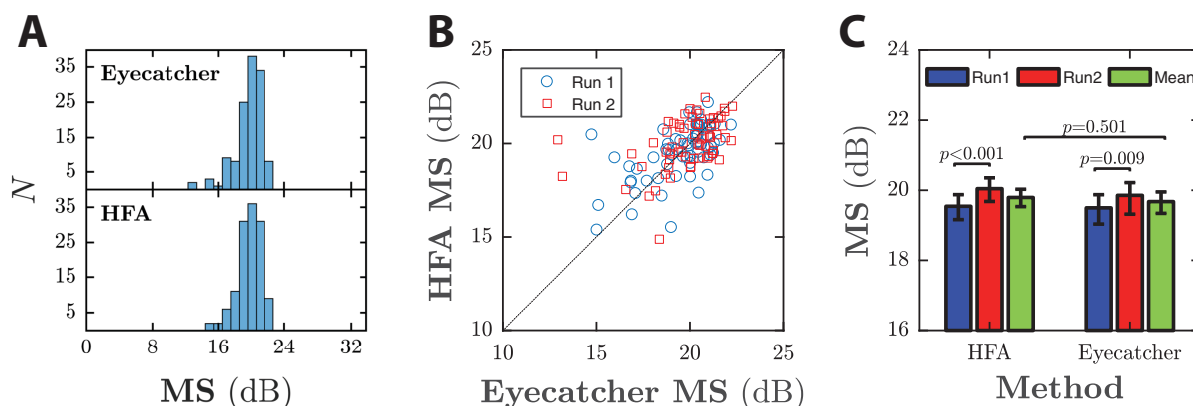 A
Eyecatcher
35
25
15
5
N
HFA
35
25
15
5
0 8 16 24 32
MS (dB)
B
25
20
15
10
HFA MS (dB)
Run 1
Run 2
10 15 20 25
Eyecatcher MS (dB)
C
24
22
20
18
16
MS (dB)
Run1 Run2 Mean
p=0.501
p<0.001
p=0.009
HFA Eyecatcher
Method